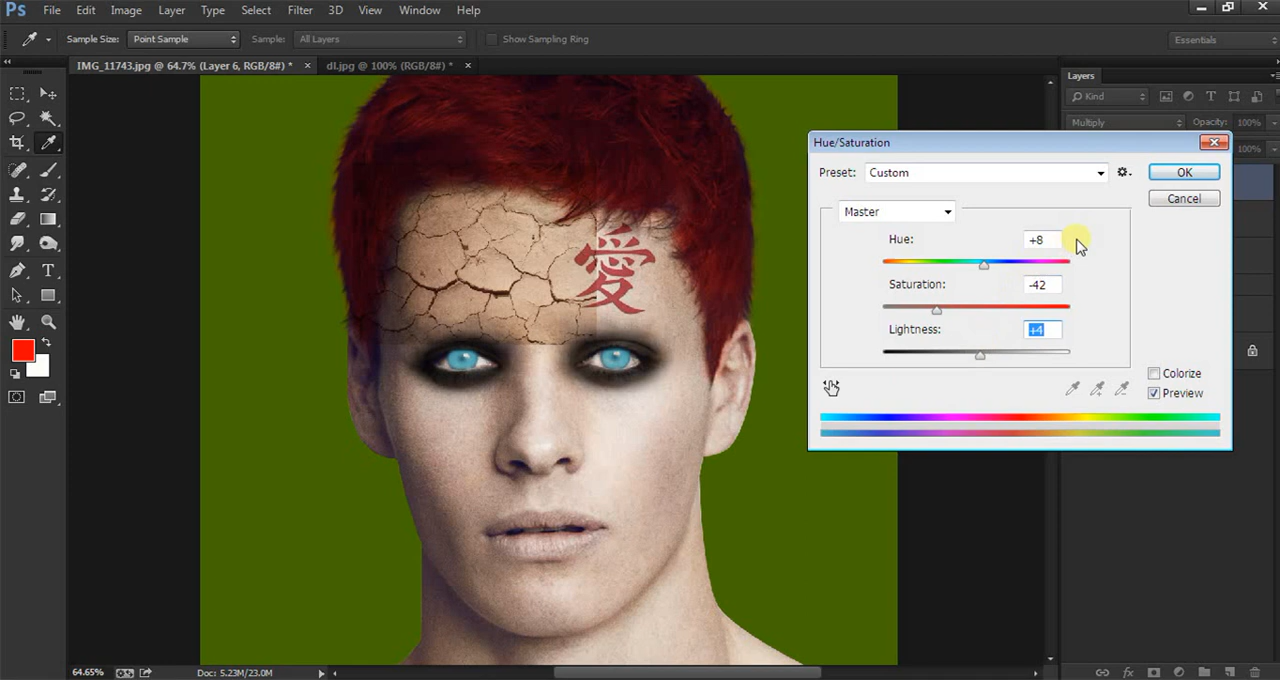 Ps File Edit Image Layer Type Select Filter 3D View Window Help
Sample Size: Point Sample Sample: All Layers Show Sampling Ring Essentials
IMG_11743.jpg @ 64.7% (Layer 6, RGB/8#) * × dl.jpg @ 100% (RGB/8#) * ×
Layers
Kind
Multiply Opacity: 100%
100%
Hue/Saturation
Preset: Custom OK
Cancel
Master
Hue: +8
Saturation: -42
Lightness: +4
Colorize
Preview
愛
64.65% Doc: 5.23M/23.0M
fx